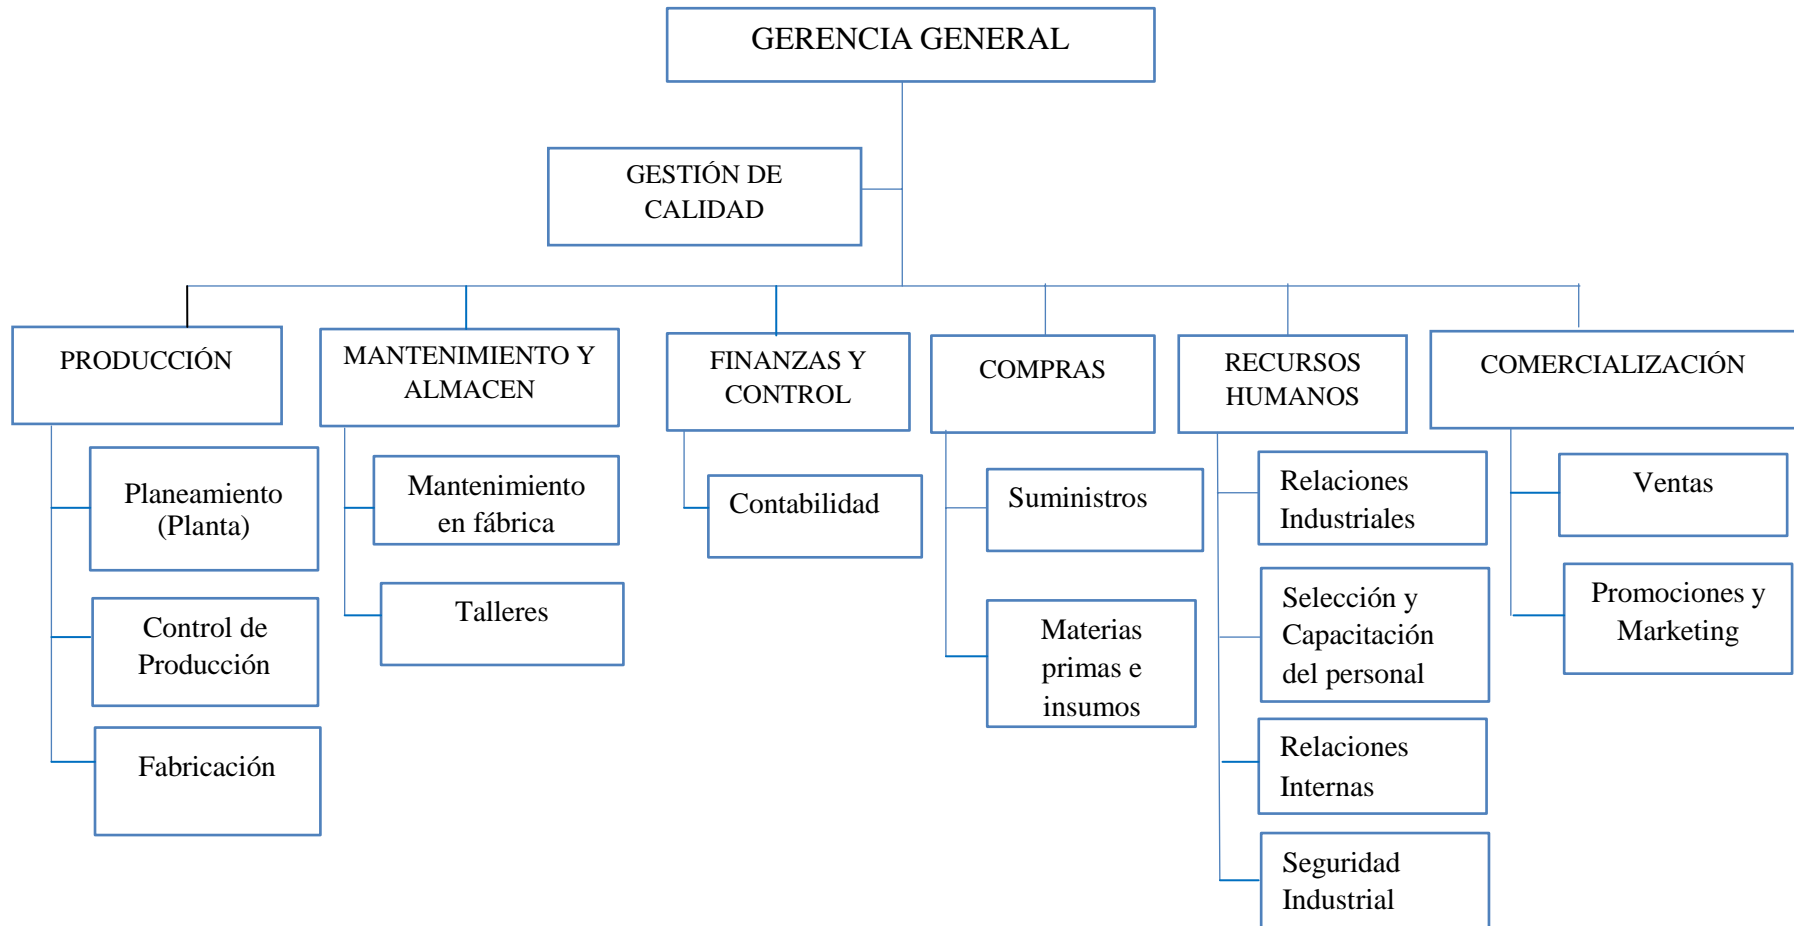 GERENCIA GENERAL
GESTIÓN DE
CALIDAD
PRODUCCIÓN
MANTENIMIENTO Y
ALMACEN
FINANZAS Y
CONTROL
COMPRAS
RECURSOS
HUMANOS
COMERCIALIZACIÓN
Planeamiento
(Planta)
Control de
Producción
Fabricación
Mantenimiento
en fábrica
Talleres
Contabilidad
Suministros
Materias
primas e
insumos
Relaciones
Industriales
Selección y
Capacitación
del personal
Relaciones
Internas
Seguridad
Industrial
Ventas
Promociones y
Marketing